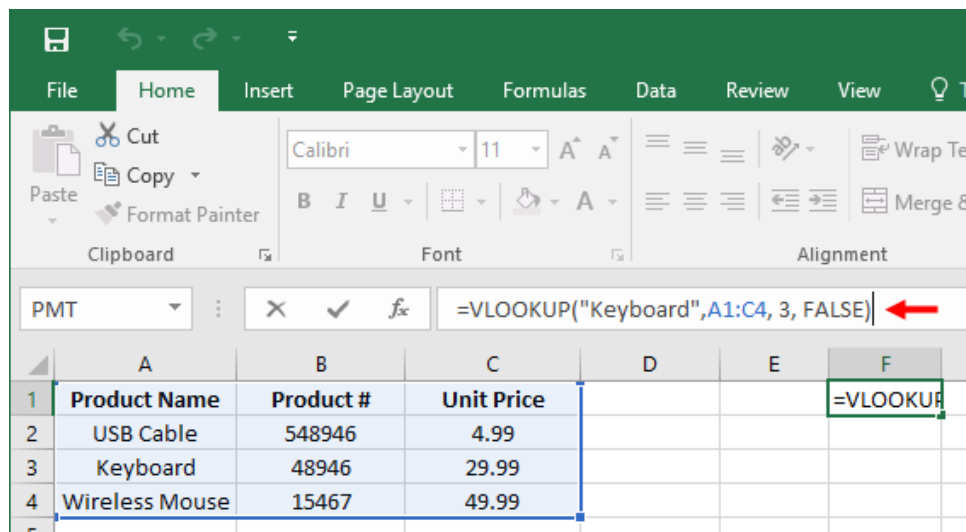 File Home Insert Page Layout Formulas Data Review View
Cut
Copy
Paste
Format Painter
Calibri 11 A A
B I U A
Wrap
Merge &
Clipboard Font Alignment
PMT fx =VLOOKUP("Keyboard",A1:C4, 3, FALSE)
A B C D E F
1 Product Name Product # Unit Price =VLOOKUP
2 USB Cable 548946 4.99
3 Keyboard 48946 29.99
4 Wireless Mouse 15467 49.99